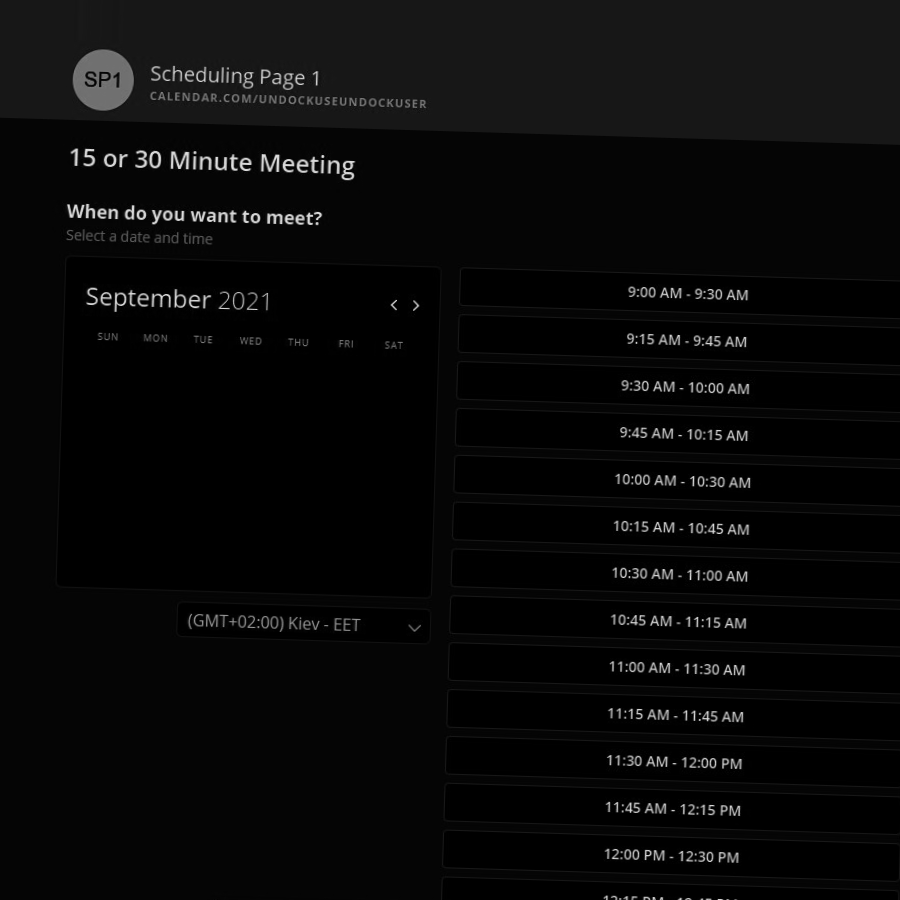 SP1
Scheduling Page 1
CALENDAR.COM/UNDOCKUSEUNDOCKUSER
15 or 30 Minute Meeting
When do you want to meet?
Select a date and time
September 2021
SUN MON TUE WED THU FRI SAT
(GMT+02:00) Kiev - EET
9:00 AM - 9:30 AM
9:15 AM - 9:45 AM
9:30 AM - 10:00 AM
9:45 AM - 10:15 AM
10:00 AM - 10:30 AM
10:15 AM - 10:45 AM
10:30 AM - 11:00 AM
10:45 AM - 11:15 AM
11:00 AM - 11:30 AM
11:15 AM - 11:45 AM
11:30 AM - 12:00 PM
11:45 AM - 12:15 PM
12:00 PM - 12:30 PM